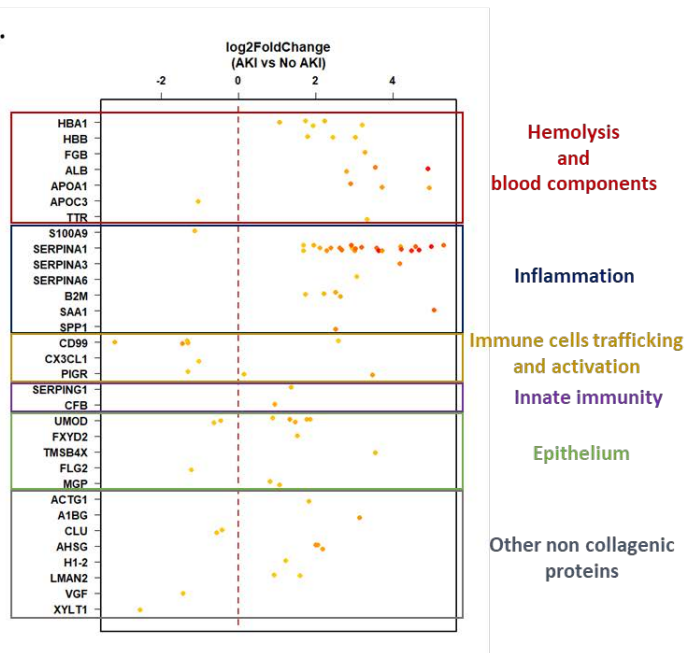 log2FoldChange
(AKI vs No AKI)
-2 0 2 4
HBA1
HBB
FGB
ALB
APOA1
APOC3
TTR
Hemolysis
and
blood components
S100A9
SERPINA1
SERPINA3
SERPINA6
B2M
SAA1
SPP1
Inflammation
CD99
CX3CL1
PIGR
Immune cells trafficking
and activation
SERPING1
CFB
Innate immunity
UMOD
FXYD2
TMSB4X
FLG2
MGP
Epithelium
ACTG1
A1BG
CLU
AHSG
H1-2
LMAN2
VGF
XYLT1
Other non collagenic
proteins